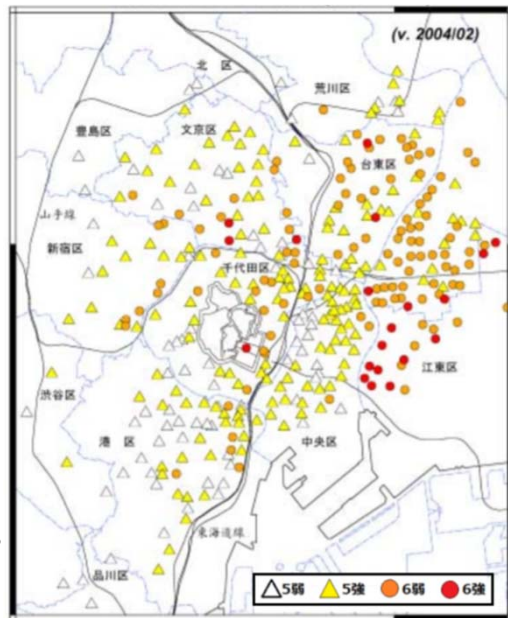 (v. 2004/02)
北 区
荒川区
豊島区
文京区
台東区
山手線
新宿区
千代田区
江東区
渋谷区
港 区
中央区
東海道線
品川区
5弱 5強 6弱 6強